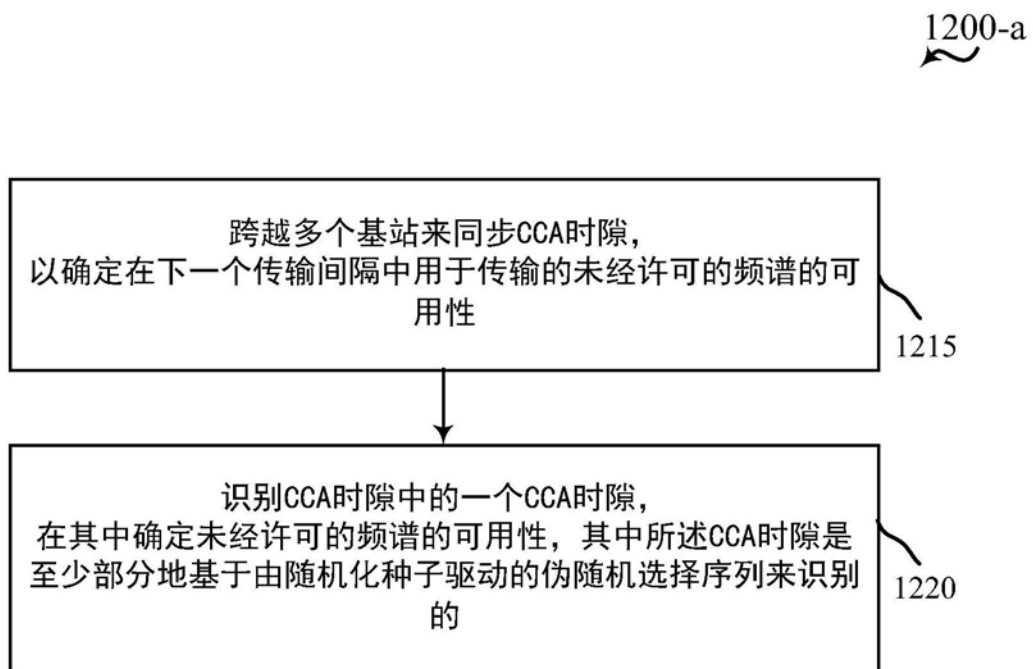 1200-a
跨越多个基站来同步CCA时隙，
以确定在下一个传输间隔中用于传输的未经许可的频谱的可
用性
1215
识别CCA时隙中的一个CCA时隙，
在其中确定未经许可的频谱的可用性，其中所述CCA时隙是
至少部分地基于由随机化种子驱动的伪随机选择序列来识别
的
1220